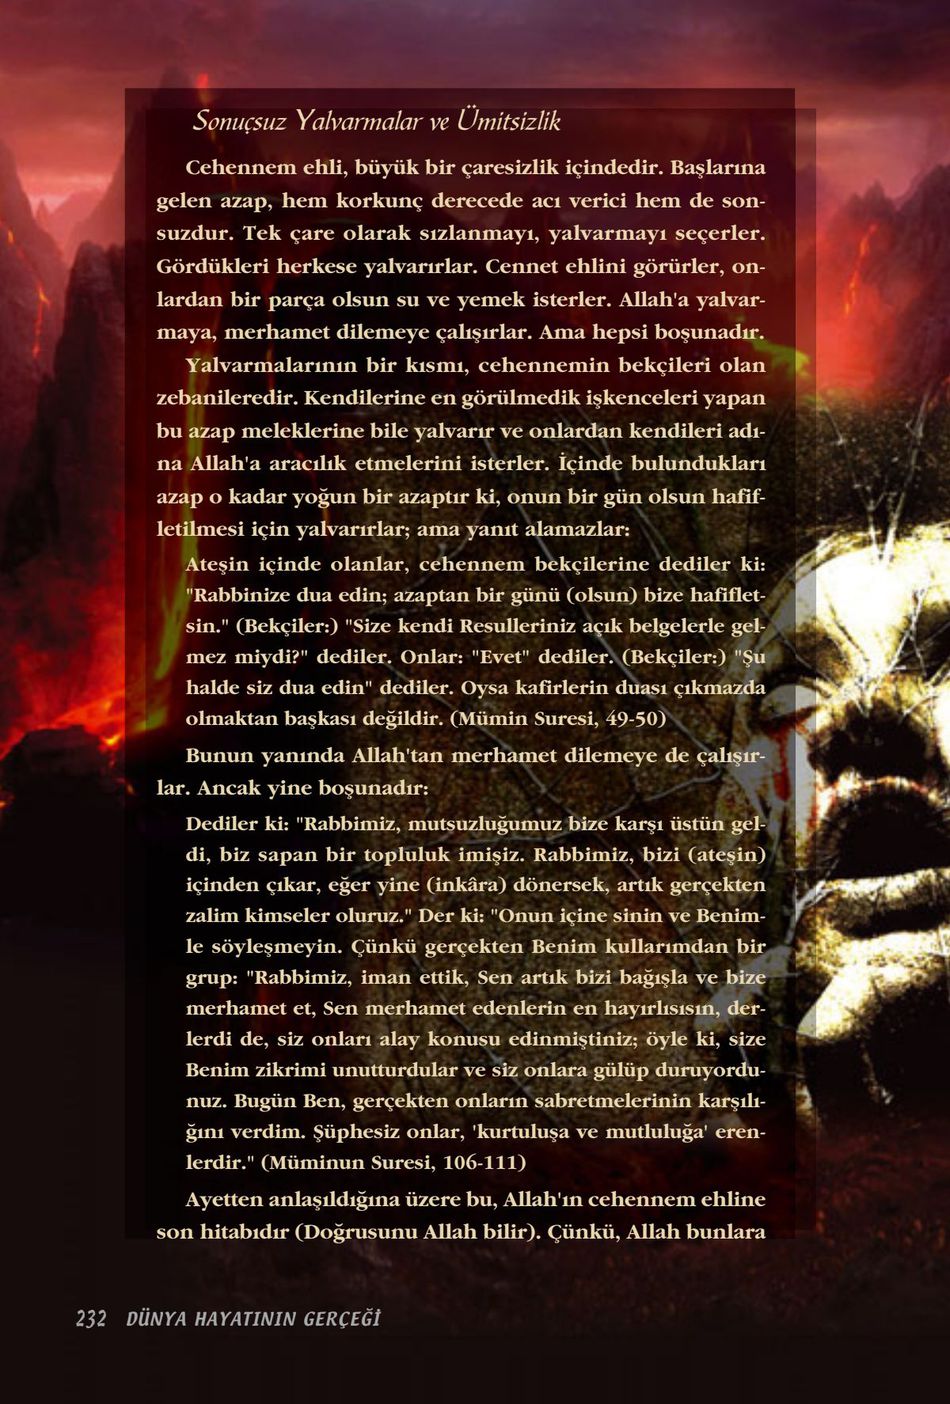 Sonuçsuz Yalvarmalar ve Ümitsizlik
Cehennem ehli, büyük bir çaresizlik içindedir. Başlarına
gelen azap, hem korkunç derecede acı verici hem de son-
suzdur. Tek çare olarak sızlanmayı, yalvarmayı seçerler.
Gördükleri herkese yalvarırlar. Cennet ehlini görürler, on-
lardan bir parça olsun su ve yemek isterler. Allah'a yalvar-
maya, merhamet dilemeye çalışırlar. Ama hepsi boşunadır.
Yalvarmalarının bir kısmı, cehennemin bekçileri olan
zebanileredir. Kendilerine en görülmedik işkenceleri yapan
bu azap meleklerine bile yalvarır ve onlardan kendileri adı-
na Allah'a aracılık etmelerini isterler. İçinde bulundukları
azap o kadar yoğun bir azaptır ki, onun bir gün olsun hafif-
letilmesi için yalvarırlar; ama yanıt alamazlar:
Ateşin içinde olanlar, cehennem bekçilerine dediler ki:
"Rabbinize dua edin; azaptan bir günü (olsun) bize hafiflet-
sin." (Bekçiler:) "Size kendi Resulleriniz açık belgelerle gel-
mez miydi?" dediler. Onlar: "Evet" dediler. (Bekçiler:) "Şu
halde siz dua edin" dediler. Oysa kafirlerin duası çıkmazda
olmaktan başkası değildir. (Mümin Suresi, 49-50)
Bunun yanında Allah'tan merhamet dilemeye de çalışır-
lar. Ancak yine boşunadır:
Dediler ki: "Rabbimiz, mutsuzluğumuz bize karşı üstün gel-
di, biz sapan bir topluluk imişiz. Rabbimiz, bizi (ateşin)
içinden çıkar, eğer yine (inkâra) dönersek, artık gerçekten
zalim kimseler oluruz." Der ki: "Onun içine sinin ve Benim-
le söyleşmeyin. Çünkü gerçekten Benim kullarımdan bir
grup: "Rabbimiz, iman ettik, Sen artık bizi bağışla ve bize
merhamet et, Sen merhamet edenlerin en hayırlısısın, der-
lerdi de, siz onları alay konusu edinmiştiniz; öyle ki, size
Benim zikrimi unutturdular ve siz onlara gülüp duruyordu-
nuz. Bugün Ben, gerçekten onların sabretmelerinin karşılı-
ğını verdim. Şüphesiz onlar, 'kurtuluşa ve mutluluğa' eren-
lerdir." (Müminun Suresi, 106-111)
Ayetten anlaşıldığına üzere bu, Allah'ın cehennem ehline
son hitabıdır (Doğrusunu Allah bilir). Çünkü, Allah bunlara
232 DÜNYA HAYATININ GERÇEĞİ